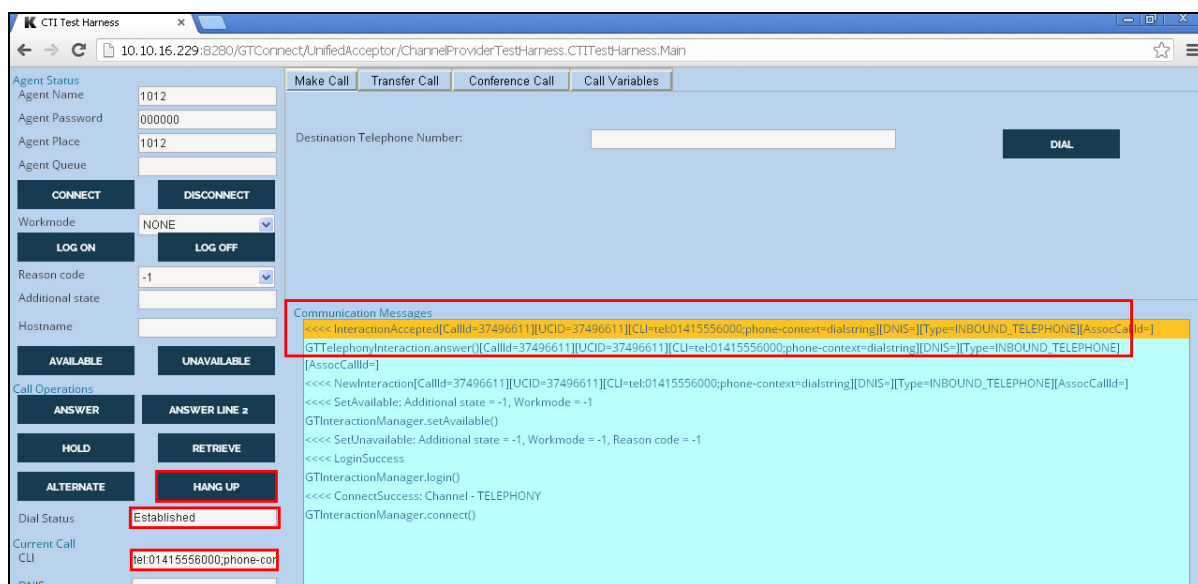 CTI Test Harness
10.10.16.229:8280/GTConnect/UnifiedAcceptor/ChannelProviderTestHarness.CTITestHarness.Main
Agent Status
Agent Name 1012
Agent Password 000000
Agent Place 1012
Agent Queue
CONNECT DISCONNECT
Workmode NONE
LOG ON LOG OFF
Reason code -1
Additional state
Hostname
AVAILABLE UNAVAILABLE
Call Operations
ANSWER ANSWER LINE 2
HOLD RETRIEVE
ALTERNATE HANG UP
Dial Status Established
Current Call
CLI tel:01415556000;phone-con
DNIS
Make Call Transfer Call Conference Call Call Variables
Destination Telephone Number: DIAL
Communication Messages
<<<< InteractionAccepted[CallId=37496611][UCID=37496611][CLI=tel:01415556000;phone-context=dialstring][DNIS=][Type=INBOUND_TELEPHONE][AssocCallId=]
GTTelephonyInteraction.answer()[CallId=37496611][UCID=37496611][CLI=tel:01415556000;phone-context=dialstring][DNIS=][Type=INBOUND_TELEPHONE]
[AssocCallId=]
<<<< NewInteraction[CallId=37496611][UCID=37496611][CLI=tel:01415556000;phone-context=dialstring][DNIS=][Type=INBOUND_TELEPHONE][AssocCallId=]
<<<< SetAvailable: Additional state = -1, Workmode = -1
GTInteractionManager.setAvailable()
<<<< SetUnavailable: Additional state = -1, Workmode = -1, Reason code = -1
<<<< LoginSuccess
GTInteractionManager.login()
<<<< ConnectSuccess: Channel - TELEPHONY
GTInteractionManager.connect()